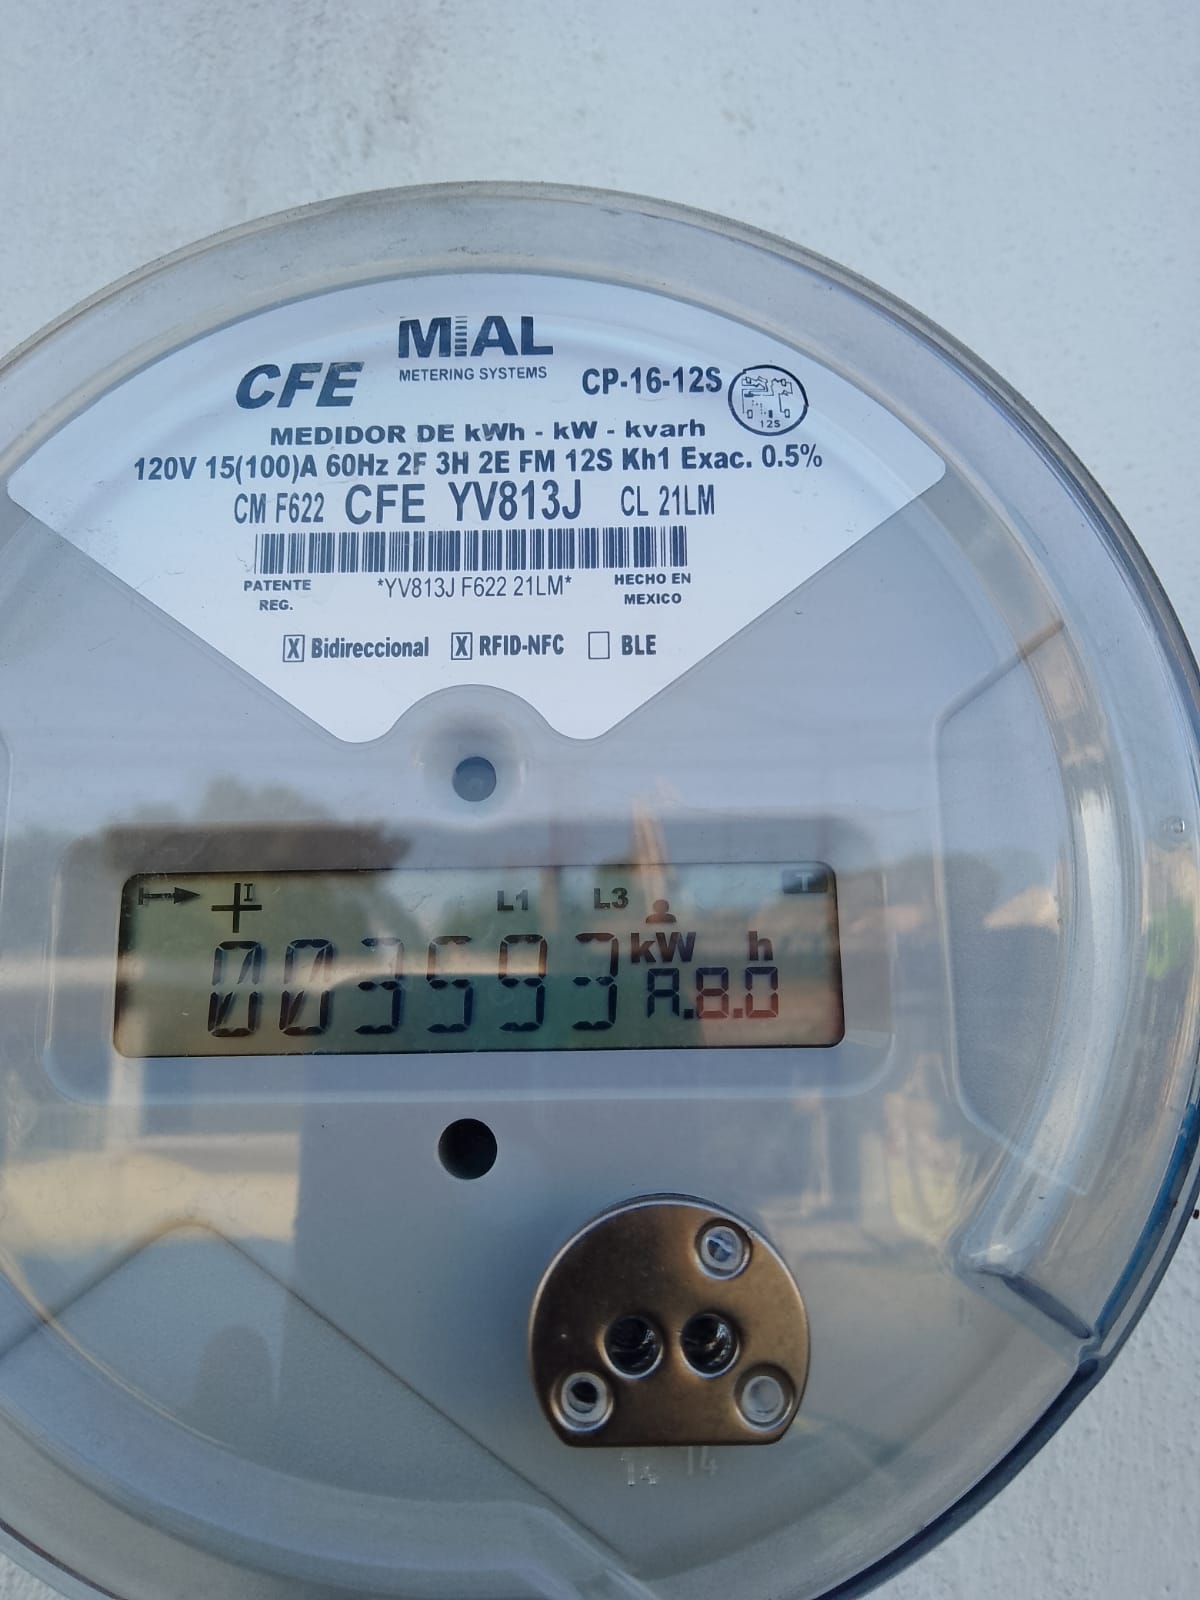 MIAL
METERING SYSTEMS
CFE
CP-16-12S
12S
MEDIDOR DE kWh - kW - kvarh
120V 15(100)A 60Hz 2F 3H 2E FM 12S Kh1 Exac. 0.5%
CM F622 CFE YV813J CL 21LM
PATENTE REG.
*YV813J F622 21LM*
HECHO EN MEXICO
X Bidireccional X RFID-NFC BLE
I L1 L3 T
003593 kW h
A.8.0
14 14